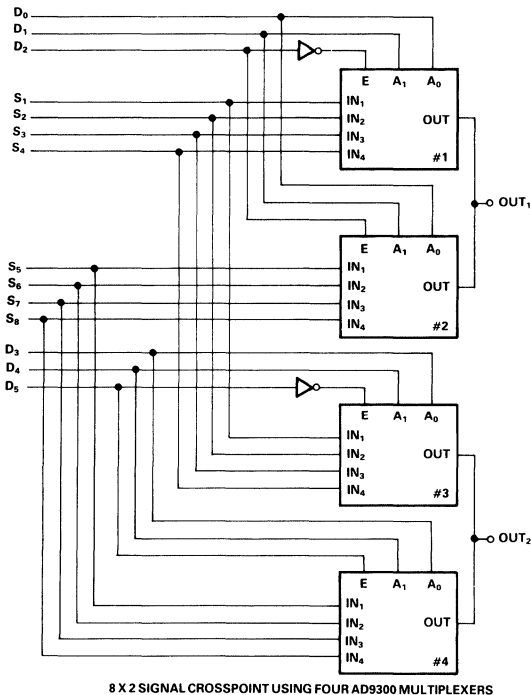 D₀
D₁
D₂
E A₁ A₀
S₁
S₂
S₃
S₄
IN₁
IN₂
IN₃
IN₄
OUT
#1
OUT₁
E A₁ A₀
S₅
S₆
S₇
S₈
IN₁
IN₂
IN₃
IN₄
OUT
#2
D₃
D₄
D₅
E A₁ A₀
IN₁
IN₂
IN₃
IN₄
OUT
#3
OUT₂
E A₁ A₀
IN₁
IN₂
IN₃
IN₄
OUT
#4
8 X 2 SIGNAL CROSSPOINT USING FOUR AD9300 MULTIPLEXERS